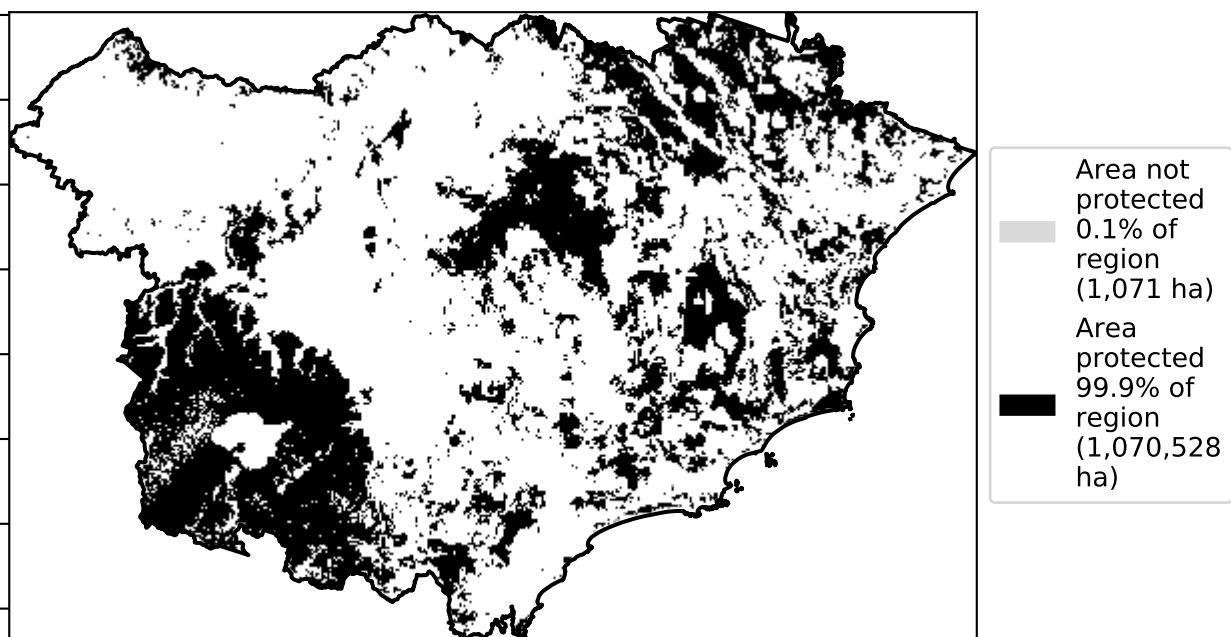 Area not
protected
0.1% of
region
(1,071 ha)
Area
protected
99.9% of
region
(1,070,528
ha)